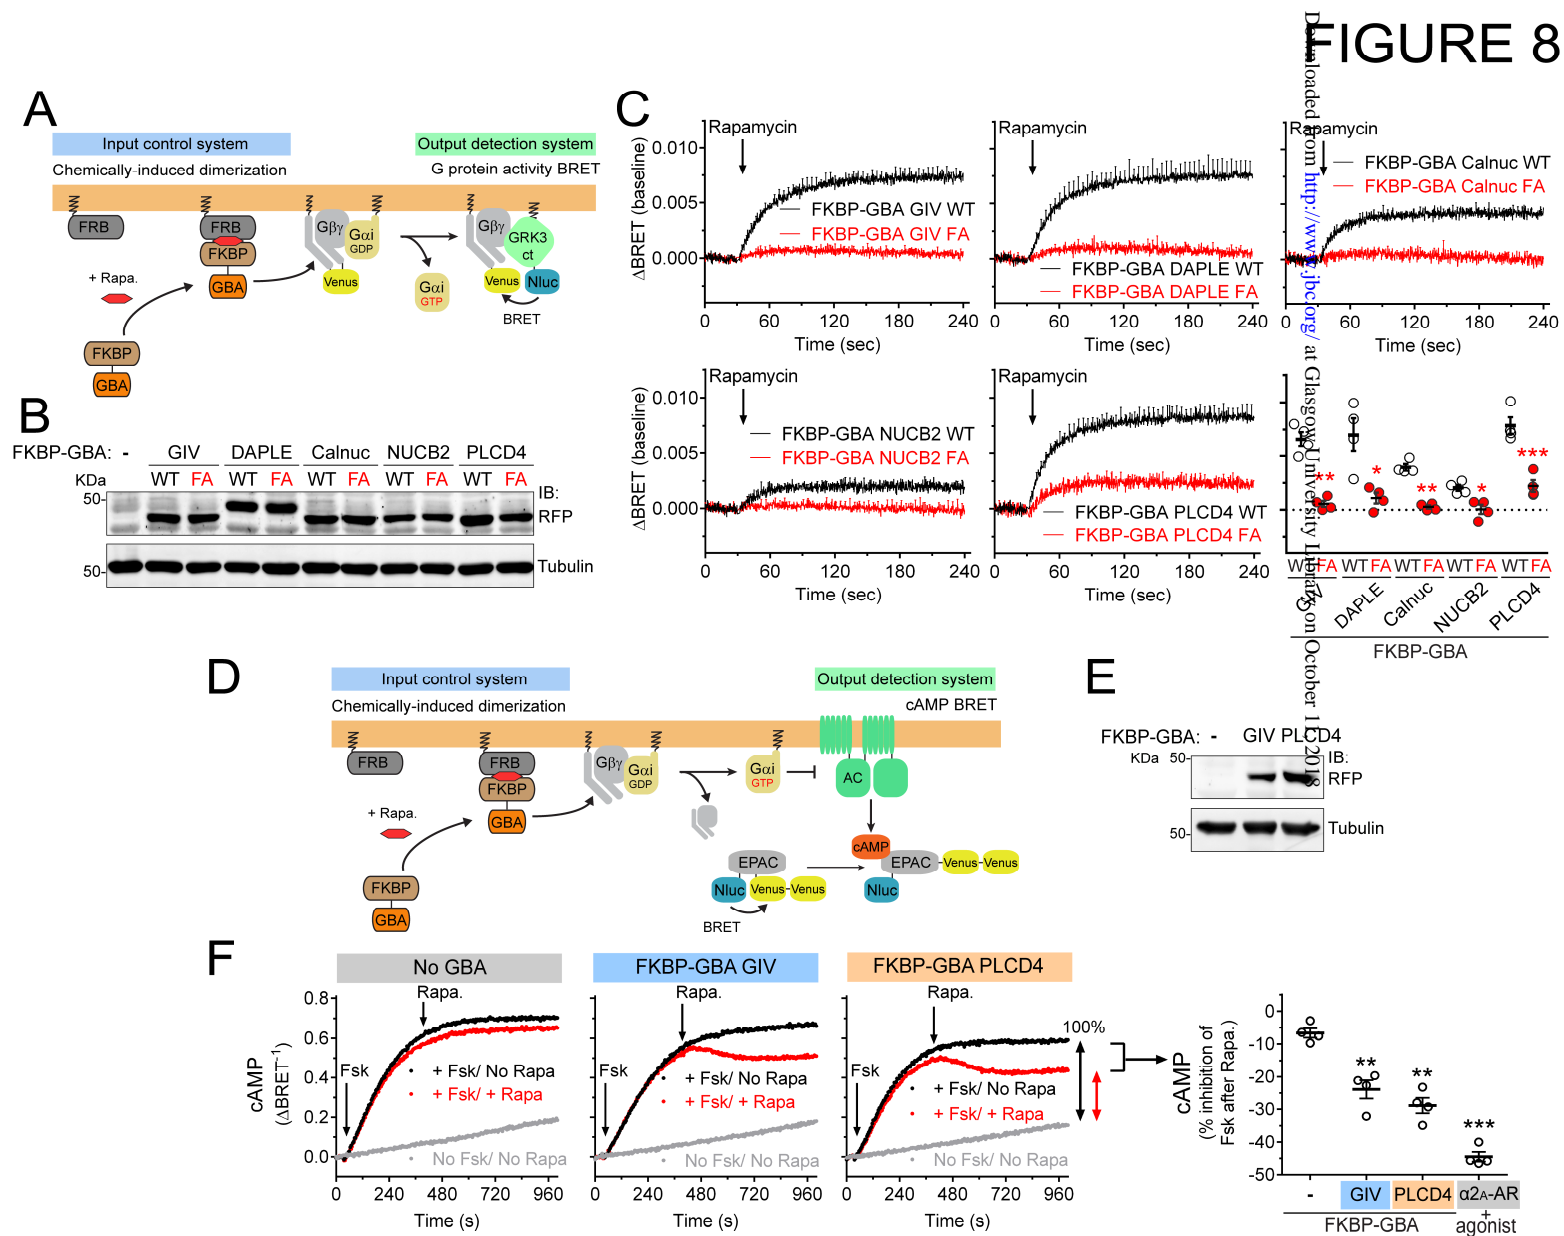 FIGURE 8
Downloaded from http://www.jbc.org/ at Glasgow University Library on October 11, 2018
A
Input control system
Output detection system
Chemically-induced dimerization
G protein activity BRET
FRB
FRB
FKBP
GBA
+ Rapa.
FKBP
GBA
Gβγ
Gαi
GDP
Venus
Gαi
GTP
Gβγ
GRK3
ct
Venus
Nluc
BRET
B
FKBP-GBA: - GIV DAPLE Calnuc NUCB2 PLCD4
KDa WT FA WT FA WT FA WT FA WT FA
IB:
50-
RFP
50-
Tubulin
C
ΔBRET (baseline)
0.010
0.005
0.000
Rapamycin
FKBP-GBA GIV WT
FKBP-GBA GIV FA
0 60 120 180 240
Time (sec)
Rapamycin
FKBP-GBA DAPLE WT
FKBP-GBA DAPLE FA
0 60 120 180 240
Time (sec)
Rapamycin
FKBP-GBA Calnuc WT
FKBP-GBA Calnuc FA
0 60 120 180 240
Time (sec)
ΔBRET (baseline)
0.010
0.005
0.000
Rapamycin
FKBP-GBA NUCB2 WT
FKBP-GBA NUCB2 FA
0 60 120 180 240
Time (sec)
Rapamycin
FKBP-GBA PLCD4 WT
FKBP-GBA PLCD4 FA
0 60 120 180 240
Time (sec)
** * ** * ***
WT FA WT FA WT FA WT FA WT FA
GIV DAPLE Calnuc NUCB2 PLCD4
FKBP-GBA
D
Input control system
Output detection system
Chemically-induced dimerization
cAMP BRET
FRB
FRB
FKBP
GBA
+ Rapa.
FKBP
GBA
Gβγ
Gαi
GDP
Gαi
GTP
AC
cAMP
EPAC
Nluc
Venus-Venus
BRET
EPAC-Venus-Venus
Nluc
E
FKBP-GBA: - GIV PLCD4
KDa
IB:
50-
RFP
50-
Tubulin
F
cAMP
(ΔBRET⁻¹)
0.8
0.6
0.4
0.2
0.0
No GBA
Rapa.
Fsk
+ Fsk/ No Rapa
+ Fsk/ + Rapa
No Fsk/ No Rapa
0 240 480 720 960
Time (s)
FKBP-GBA GIV
Rapa.
Fsk
+ Fsk/ No Rapa
+ Fsk/ + Rapa
No Fsk/ No Rapa
0 240 480 720 960
Time (s)
FKBP-GBA PLCD4
Rapa.
100%
Fsk
+ Fsk/ No Rapa
+ Fsk/ + Rapa
No Fsk/ No Rapa
0 240 480 720 960
Time (s)
cAMP
(% inhibition of
Fsk after Rapa.)
0
-10
-20
-30
-40
-50
** ** ***
- GIV PLCD4 α2A-AR
+
FKBP-GBA agonist